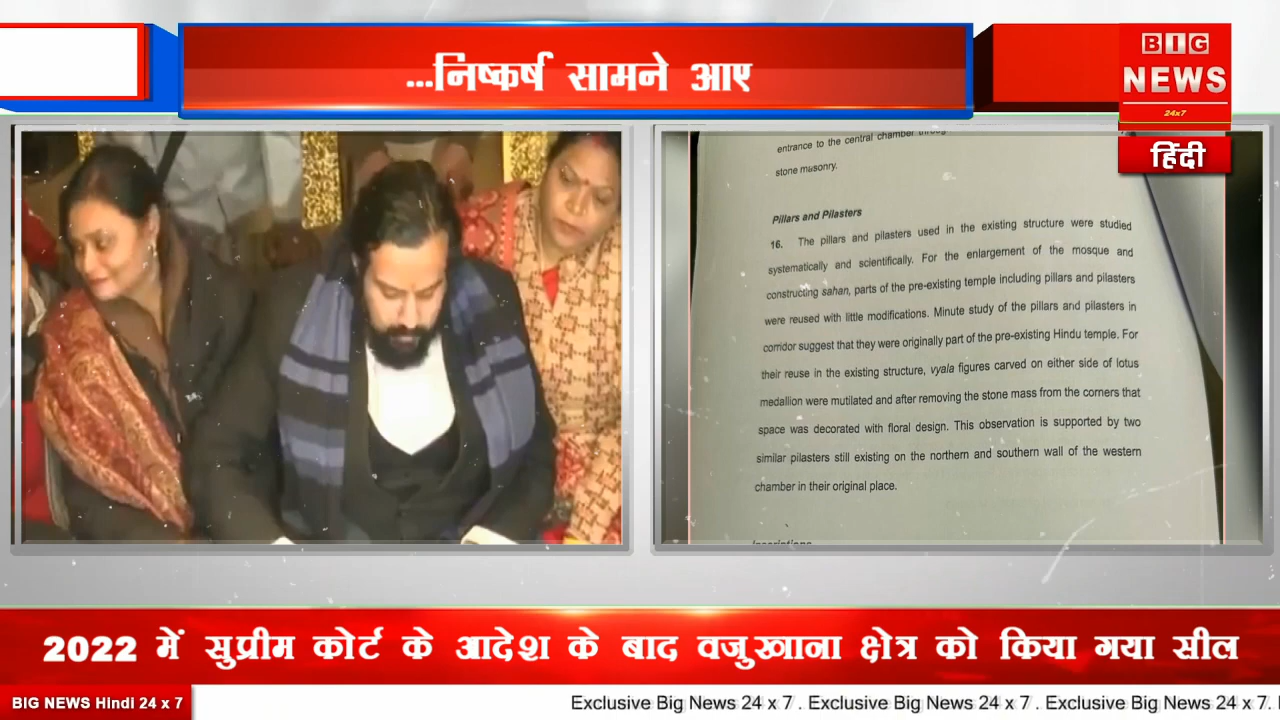 ...निष्कर्ष सामने आए
BIG
NEWS
24x7
हिंदी
entrance to the central chamber through
stone masonry.
Pillars and Pilasters
16. The pillars and pilasters used in the existing structure were studied
systematically and scientifically. For the enlargement of the mosque and
constructing sahan, parts of the pre-existing temple including pillars and pilasters
were reused with little modifications. Minute study of the pillars and pilasters in
corridor suggest that they were originally part of the pre-existing Hindu temple. For
their reuse in the existing structure, vyala figures carved on either side of lotus
medallion were mutilated and after removing the stone mass from the corners that
space was decorated with floral design. This observation is supported by two
similar pilasters still existing on the northern and southern wall of the western
chamber in their original place.
2022 में सुप्रीम कोर्ट के आदेश के बाद वजुखाना क्षेत्र को किया गया सील
BIG NEWS Hindi 24 x 7
Exclusive Big News 24 x 7 . Exclusive Big News 24 x 7 . Exclusive Big News 24 x 7.